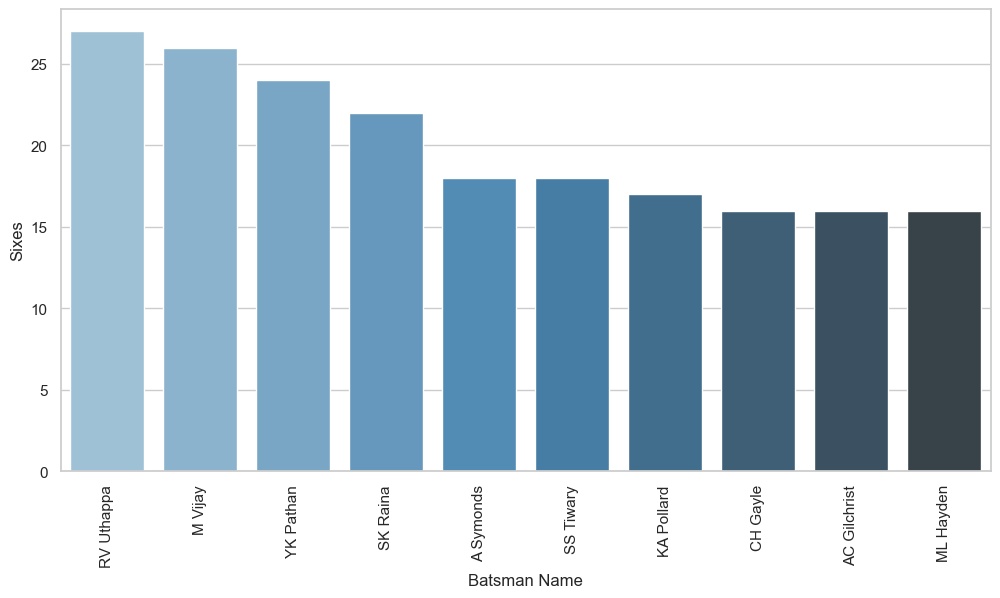 25
20
15
10
5
0
Sixes
RV Uthappa
M Vijay
YK Pathan
SK Raina
A Symonds
SS Tiwary
KA Pollard
CH Gayle
AC Gilchrist
ML Hayden
Batsman Name